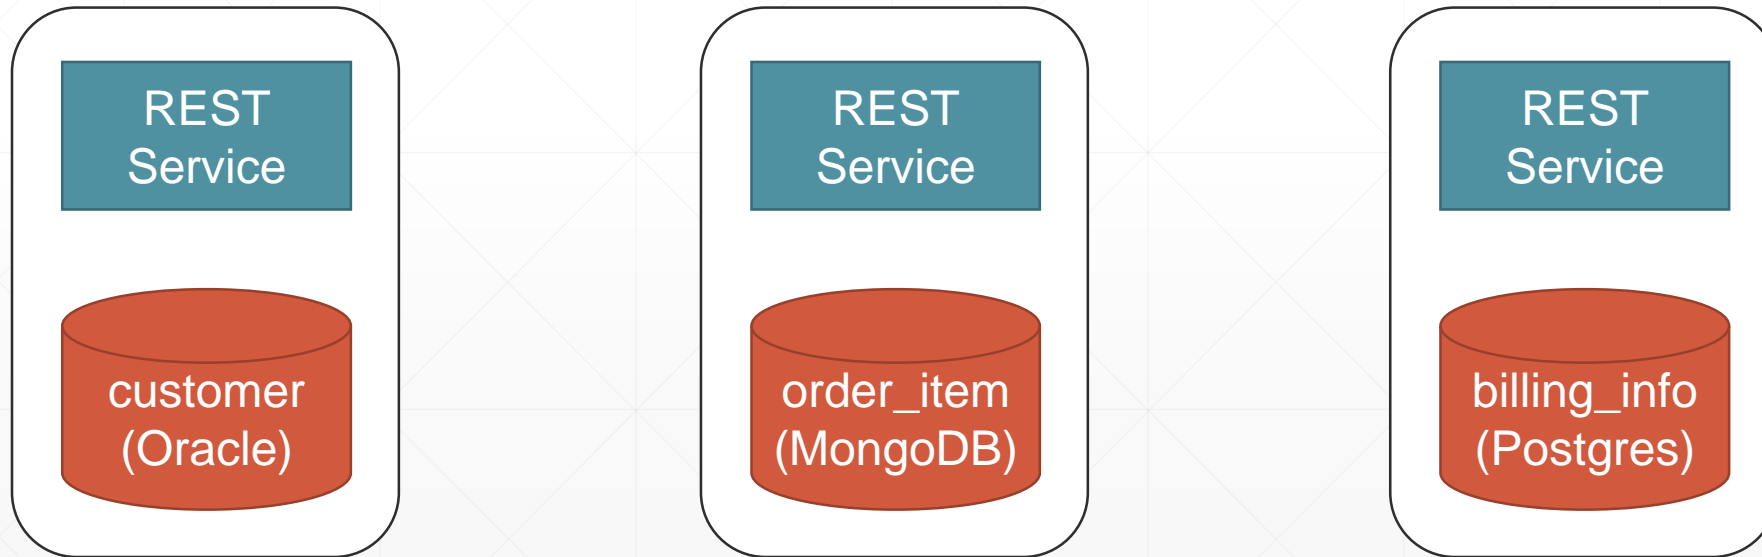 REST
Service
customer
(Oracle)
REST
Service
order_item
(MongoDB)
REST
Service
billing_info
(Postgres)